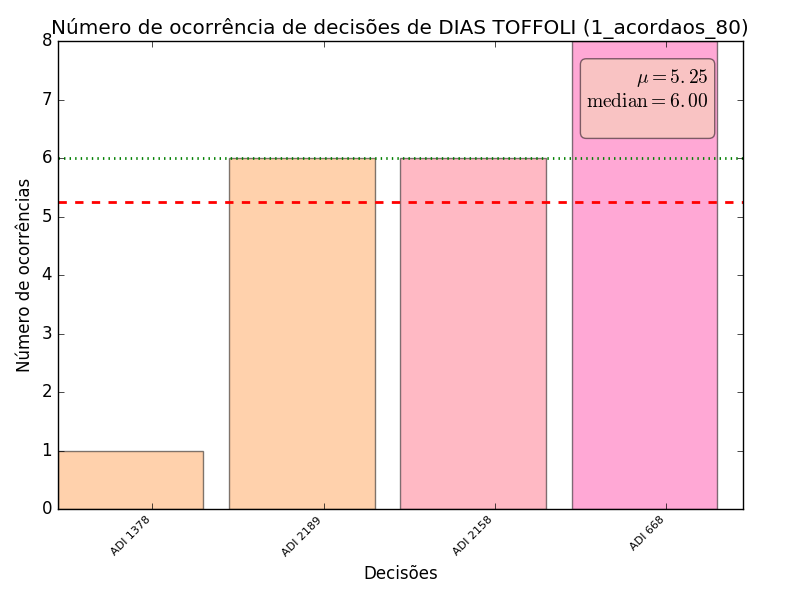 Número de ocorrência de decisões de DIAS TOFFOLI (1_acordaos_80)
8
7
6
5
4
3
2
1
0
Número de ocorrências
μ = 5.25
median = 6.00
ADI 1378
ADI 2189
ADI 2158
ADI 668
Decisões